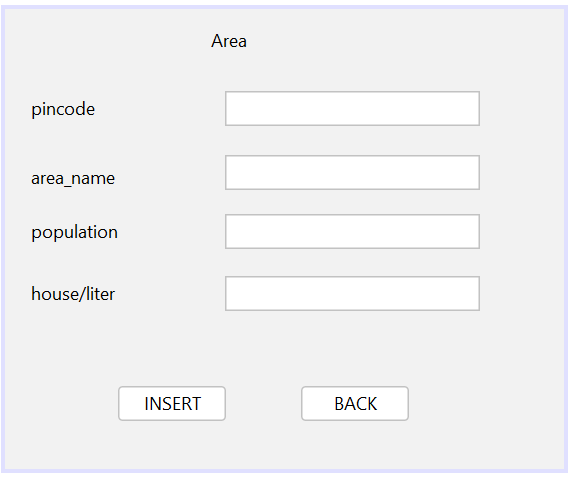 Area
pincode
area_name
population
house/liter
INSERT BACK